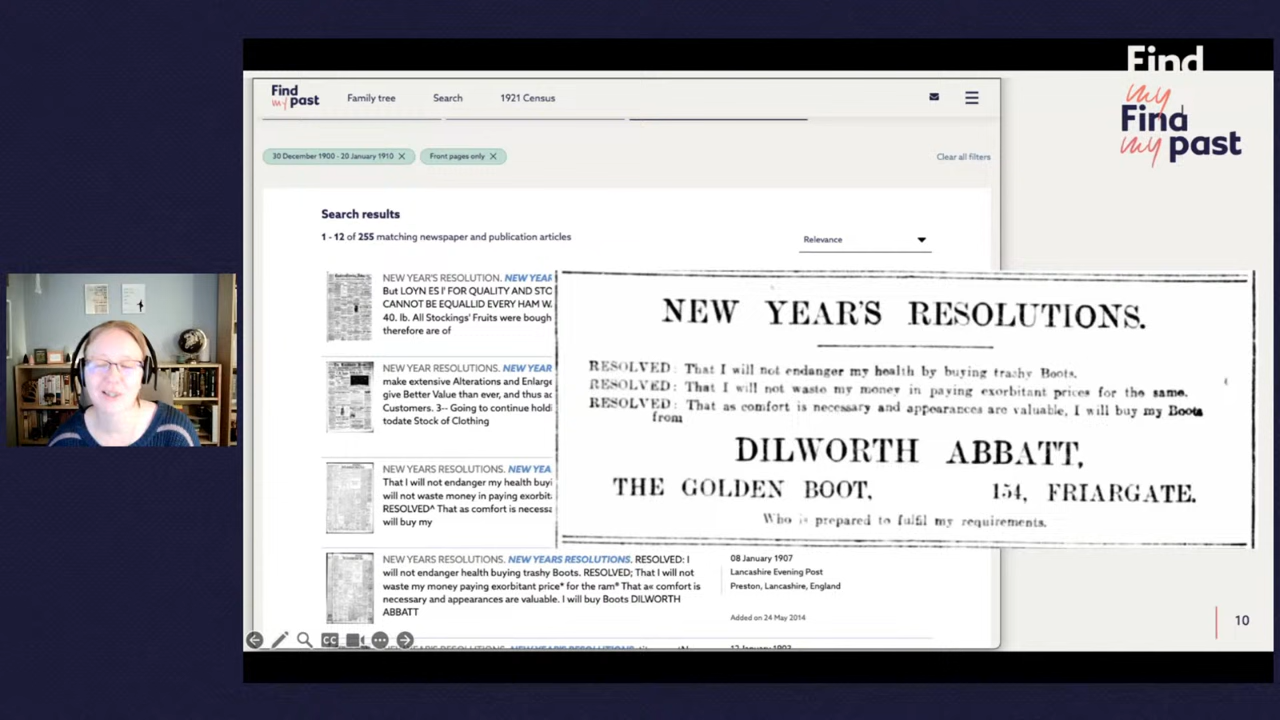 Find
my
Find
my past
Find
my past
Family tree
Search
1921 Census
30 December 1900 - 20 January 1910 X
Front pages only X
Clear all filters
Search results
1 - 12 of 255 matching newspaper and publication articles
Relevance
NEW YEAR'S RESOLUTION. NEW YEAR
But LOYN ES I' FOR QUALITY AND STO
CANNOT BE EQUALLID EVERY HAM W.
40. lb. All Stockings' Fruits were bough
therefore are of
NEW YEAR RESOLUTION. NEW YEAR
make extensive Alterations and Enlarge
give Better Value than ever, and thus ac
Customers. 3-- Going to continue holdi
todate Stock of Clothing
NEW YEARS RESOLUTIONS. NEW YEA
That I will not endanger my health buyi
will not waste money in paying exorbit
RESOLVED^ That as comfort is necessa
will buy my
NEW YEARS RESOLUTIONS. NEW YEARS RESOLUTIONS. RESOLVED: I
will not endanger health buying trashy Boots. RESOLVED; That I will not
waste my money paying exorbitant price* for the ram* That a« comfort is
necessary and appearances are valuable. I will buy Boots DILWORTH
ABBATT
08 January 1907
Lancashire Evening Post
Preston, Lancashire, England
Added on 24 May 2014
NEW YEAR'S RESOLUTIONS.
RESOLVED: That I will not endanger my health by buying trashy Boots.
RESOLVED: That I will not waste my money in paying exorbitant prices for the same.
RESOLVED: That as comfort is necessary and appearances are valuable, I will buy my Boots
from
DILWORTH ABBATT,
THE GOLDEN BOOT, 154, FRIARGATE.
Who is prepared to fulfil my requirements.
CC
10